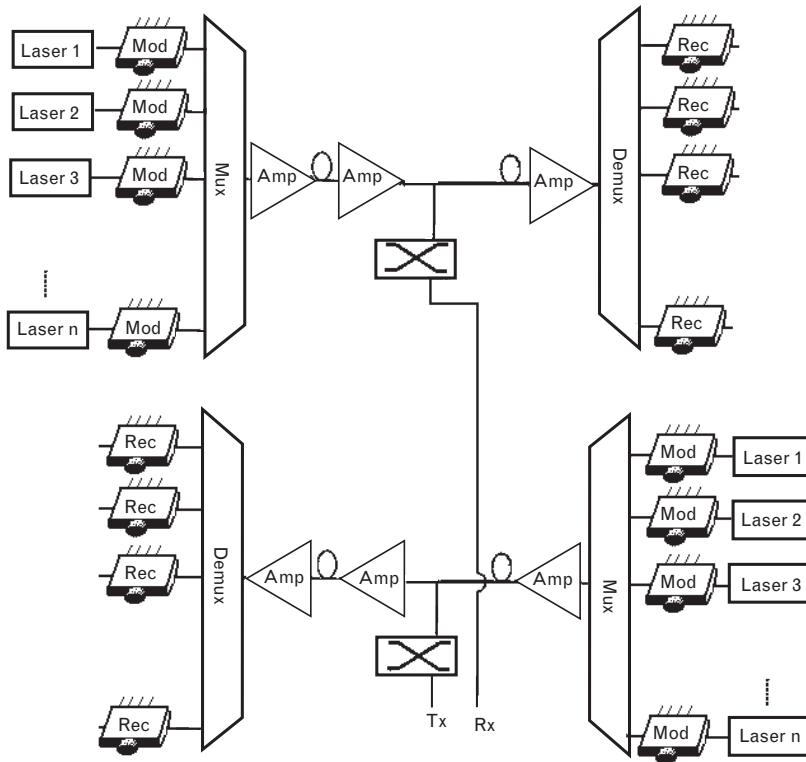 Laser 1
Mod
Rec
Laser 2
Mod
Rec
Laser 3
Mod
Mux
Amp
Amp
Amp
Demux
Rec
Laser n
Mod
Rec
Rec
Mod
Laser 1
Rec
Mod
Laser 2
Rec
Demux
Amp
Amp
Amp
Mux
Mod
Laser 3
Rec
Tx
Rx
Mod
Laser n